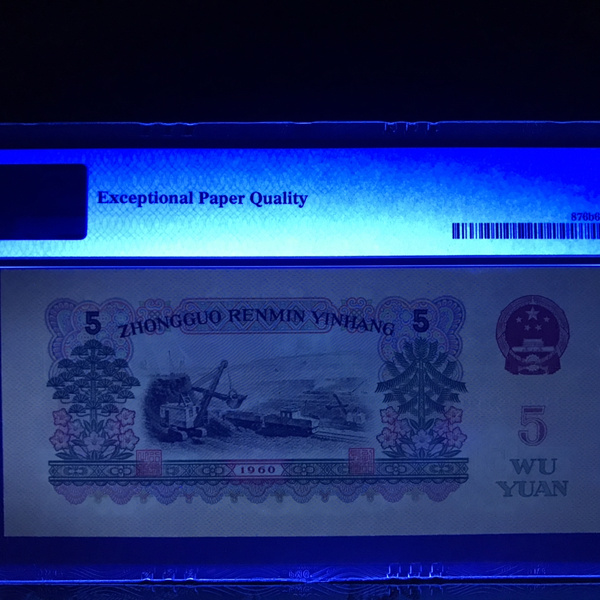 Exceptional Paper Quality
876b6
5 ZHONGGUO RENMIN YINHANG 5
1960
5
WU
YUAN